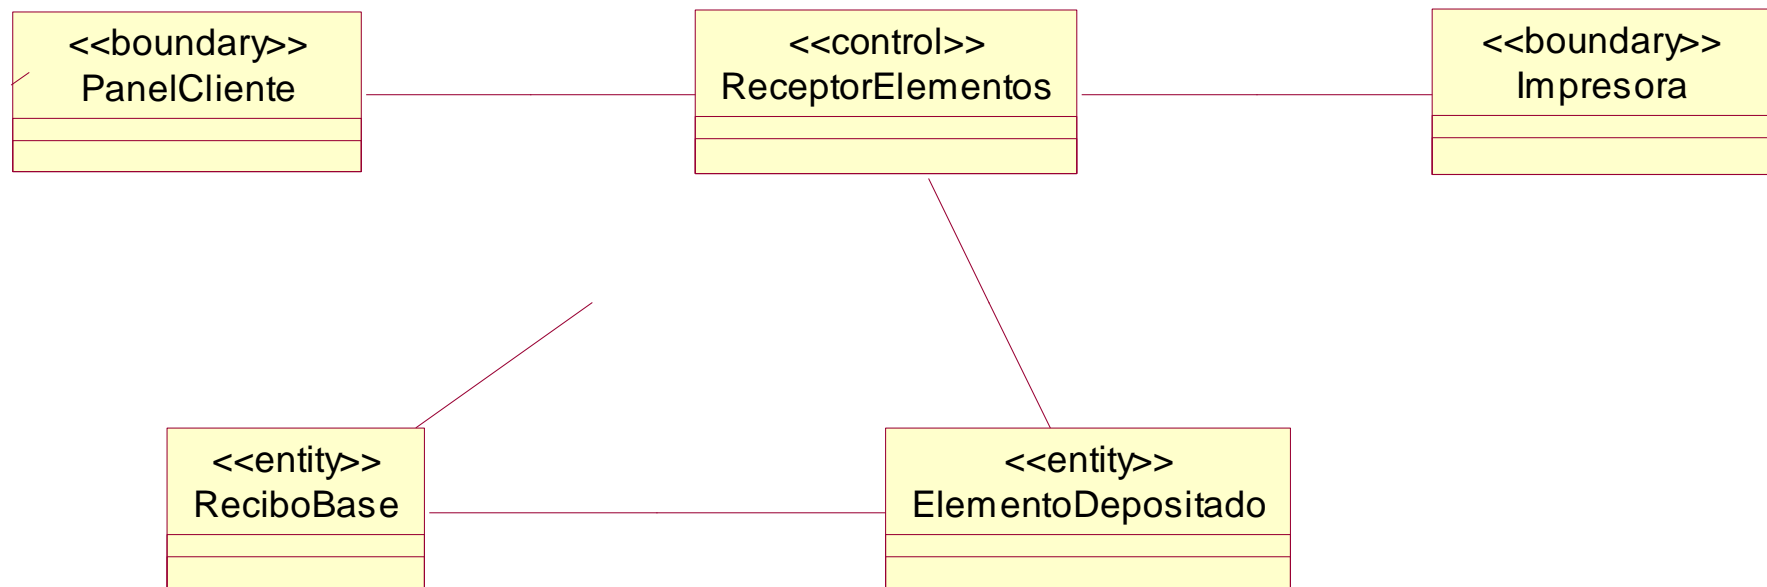 <<boundary>>
PanelCliente
<<control>>
ReceptorElementos
<<boundary>>
Impresora
<<entity>>
ReciboBase
<<entity>>
ElementoDepositado